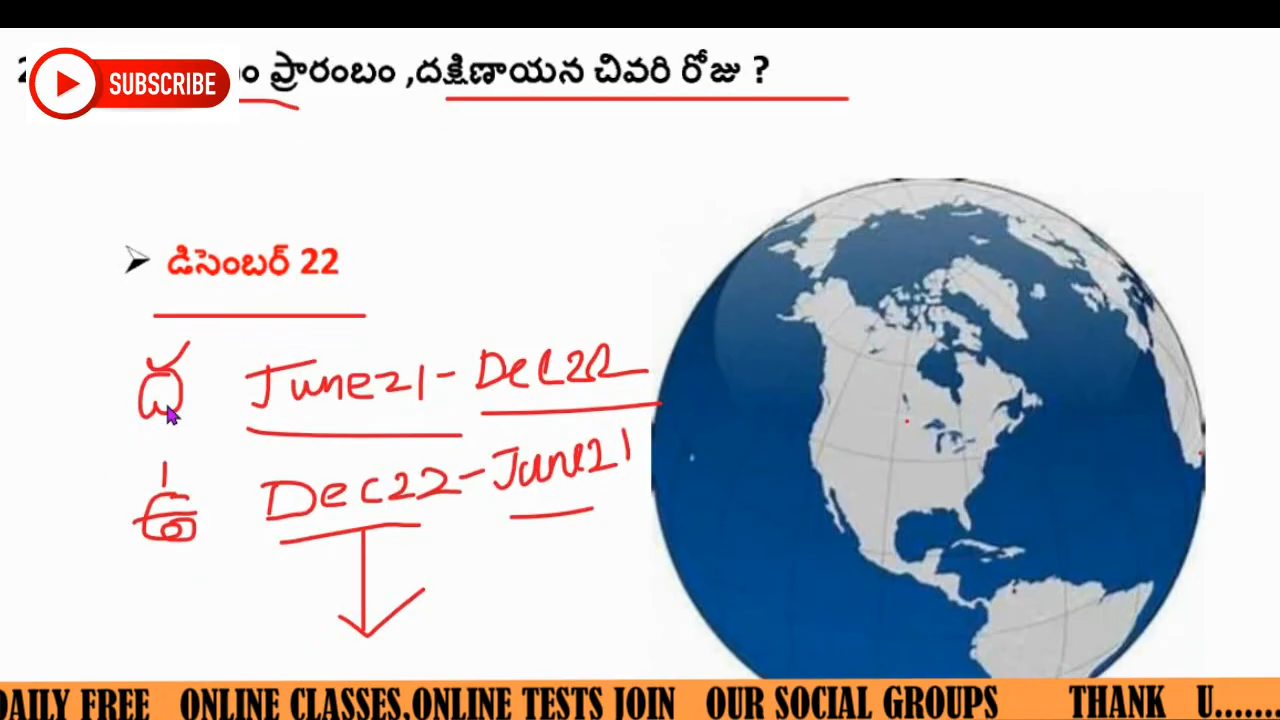 SUBSCRIBE
ప్రారంబం ,దక్షిణాయన చివరి రోజు ?
➢ డిసెంబర్ 22
ద June21 - Dec22
ఉ Dec22 - June21
DAILY FREE ONLINE CLASSES,ONLINE TESTS JOIN OUR SOCIAL GROUPS THANK U.......